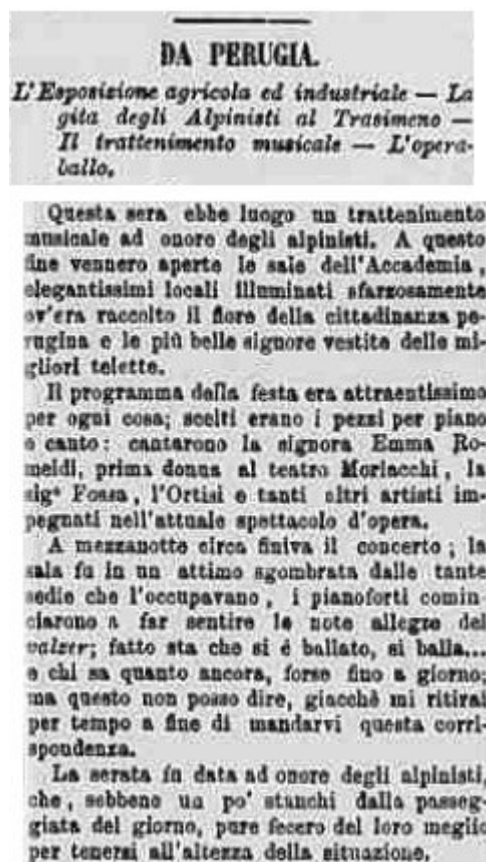 DA PERUGIA.
L'Esposizione agricola ed industriale — La
gita degli Alpinisti al Trasimeno —
Il trattenimento musicale — L'opera-
ballo.
Questa sera ebbe luogo un trattenimento
musicale ad onore degli alpinisti. A questo
fine vennero aperte le sale dell'Accademia,
elegantissimi locali illuminati sfarzosamente
ov'era raccolto il fiore della cittadinanza pe-
rugina e le più belle signore vestite delle mi-
gliori telette.
Il programma della festa era attraentissimo
per ogni cosa; scelti erano i pezzi per piano
e canto: cantarono la signora Emma Ro-
meldi, prima donna al teatro Morlacchi, la
sigª Fossa, l'Ortisi e tanti altri artisti im-
pegnati nell'attuale spettacolo d'opera.
A mezzanotte circa finiva il concerto; la
sala fu in un attimo sgombrata dalle tante
sedie che l'occupavano, i pianoforti comin
ciarono a far sentire le note allegre del
valzer; fatto sta che si è ballato, si balla...
e chi sa quanto ancora, forse fino a giorno;
ma questo non posso dire, giacchè mi ritirai
per tempo a fine di mandarvi questa corri-
spondenza.
La serata fu data ad onore degli alpinisti,
che, sebbene un po' stanchi dalla passeg-
giata del giorno, pure fecero del loro meglio
per tenersi all'altezza della situazione.